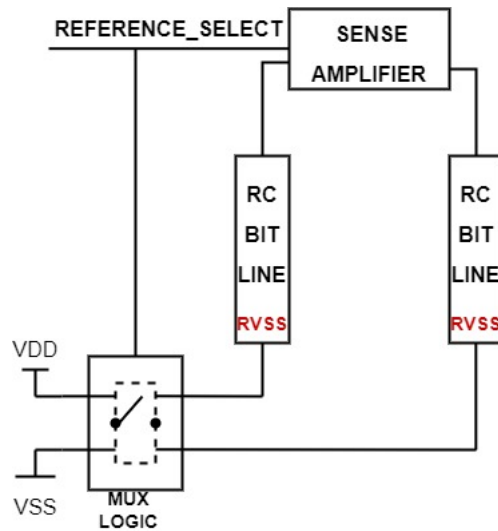 REFERENCE_SELECT
SENSE
AMPLIFIER
RC
BIT
LINE
RVSS
RC
BIT
LINE
RVSS
VDD
VSS
MUX
LOGIC